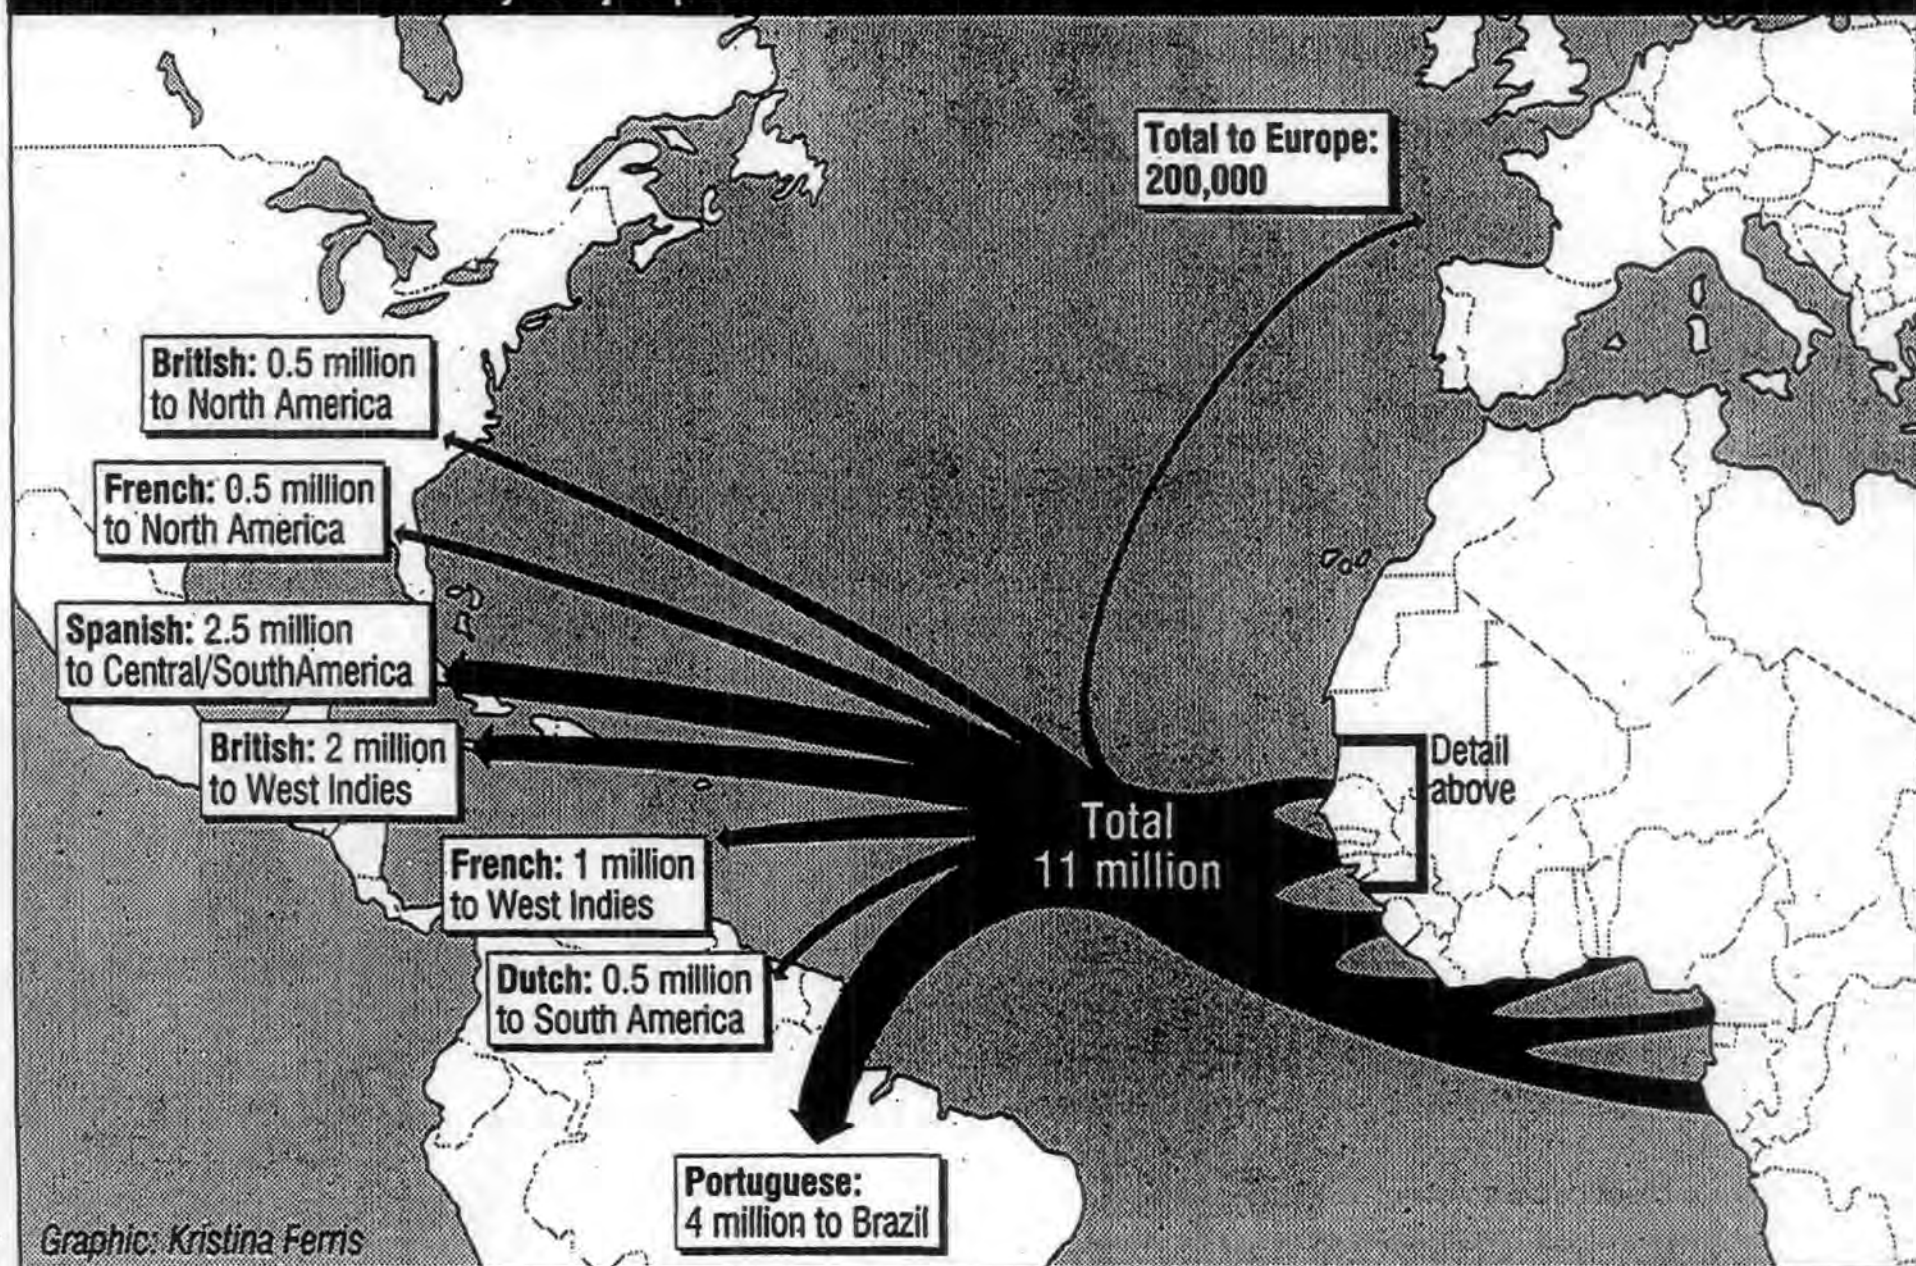 Total to Europe:
200,000
British: 0.5 million
to North America
French: 0.5 million
to North America
Spanish: 2.5 million
to Central/SouthAmerica
British: 2 million
to West Indies
Detail
above
Total
11 million
French: 1 million
to West Indies
Dutch: 0.5 million
to South America
Portuguese:
4 million to Brazil
Graphic: Kristina Ferris